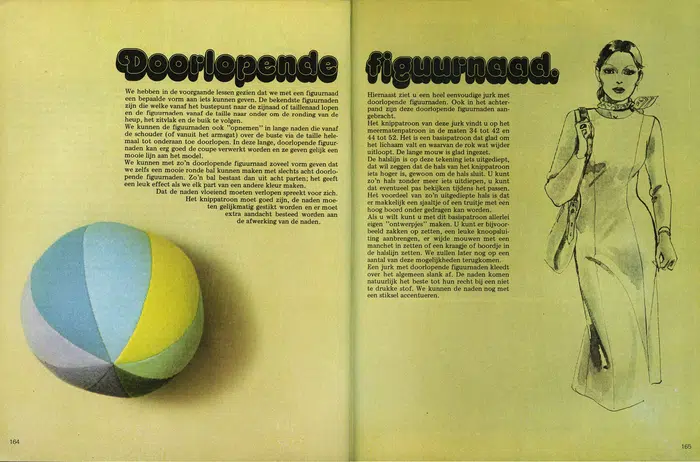 Doorlopende
We hebben in de voorgaande lessen gezien dat we met een figuurnaad
een bepaalde vorm aan iets kunnen geven. De bekendste figuurnaden
zijn die welke vanaf het bustepunt naar de zijnaad of taillenaad lopen
en de figuurnaden vanaf de taille naar onder om de ronding van de
heup, het zitvlak en de buik te volgen.
We kunnen de figuurnaden ook "opnemen" in lange naden die vanaf
de schouder (of vanuit het armsgat) over de buste via de taille hele-
maal tot onderaan toe doorlopen. In deze lange, doorlopende figuur-
naden kan erg goed de coupe verwerkt worden en ze geven gelijk een
mooie lijn aan het model.
We kunnen met zo'n doorlopende figuurnaad zoveel vorm geven dat
we zelfs een mooie ronde bal kunnen maken met slechts acht doorlo-
pende figuurnaden. Zo'n bal bestaat dan uit acht parten; het geeft
een leuk effect als we elk part van een andere kleur maken.
Dat de naden vloeiend moeten verlopen spreekt voor zich.
Het knippatroon moet goed zijn, de naden moe-
ten gelijkmatig gestikt worden en er moet
extra aandacht besteed worden aan
de afwerking van de naden.
164
figuurnaad.
Hiernaast ziet u een heel eenvoudige jurk met
doorlopende figuurnaden. Ook in het achter-
pand zijn deze doorlopende figuurnaden aan-
gebracht.
Het knippatroon van deze jurk vindt u op het
meermatenpatroon in de maten 34 tot 42 en
44 tot 52. Het is een basispatroon dat glad om
het lichaam valt en waarvan de rok wat wijder
uitloopt. De lange mouw is glad ingezet.
De halslijn is op deze tekening iets uitgediept,
dat wil zeggen dat de hals van het knippatroon
iets hoger is, gewoon om de hals sluit. U kunt
zo'n hals zonder meer iets uitdiepen, u kunt
dat eventueel pas bekijken tijdens het passen.
Het voordeel van zo'n uitgediepte hals is dat
er makkelijk een sjaaltje of een truitje met een
hoog boord onder gedragen kan worden.
Als u wilt kunt u met dit basispatroon allerlei
eigen "ontwerpjes" maken. U kunt er bijvoor-
beeld zakken op zetten, een leuke knoopslui-
ting aanbrengen, er wijde mouwen met een
manchet in zetten of een kraagje of boordje in
de halslijn zetten. We zullen later nog op een
aantal van deze mogelijkheden terugkomen.
Een jurk met doorlopende figuurnaden kleedt
over het algemeen slank af. De naden komen
natuurlijk het beste tot hun recht bij een niet
te drukke stof. We kunnen de naden nog met
een stiksel accentueren.
165